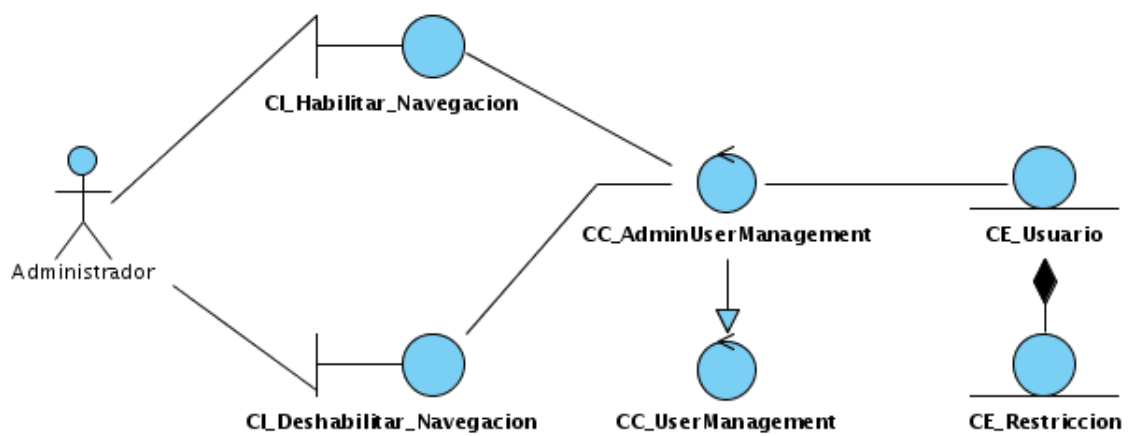 CI_Habilitar_Navegacion
CC_AdminUserManagement
CE_Usuario
Administrador
CI_Deshabilitar_Navegacion
CC_UserManagement
CE_Restriccion